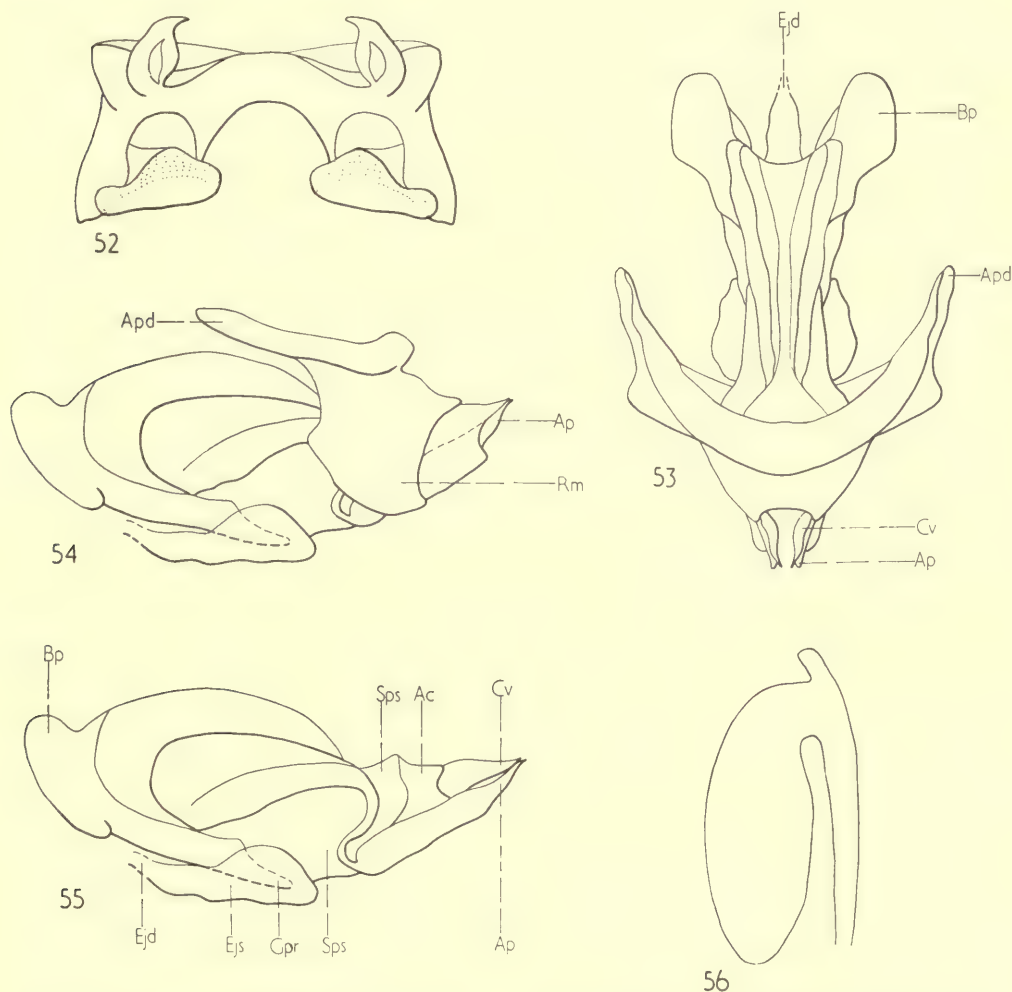 Ejd
Bp
52
Apd
Apd
Ap
Rm
53
54
Cv
Ap
Bp
Sps Ac Cv
55
Ejd Ejs Gpr Sps Ap
56